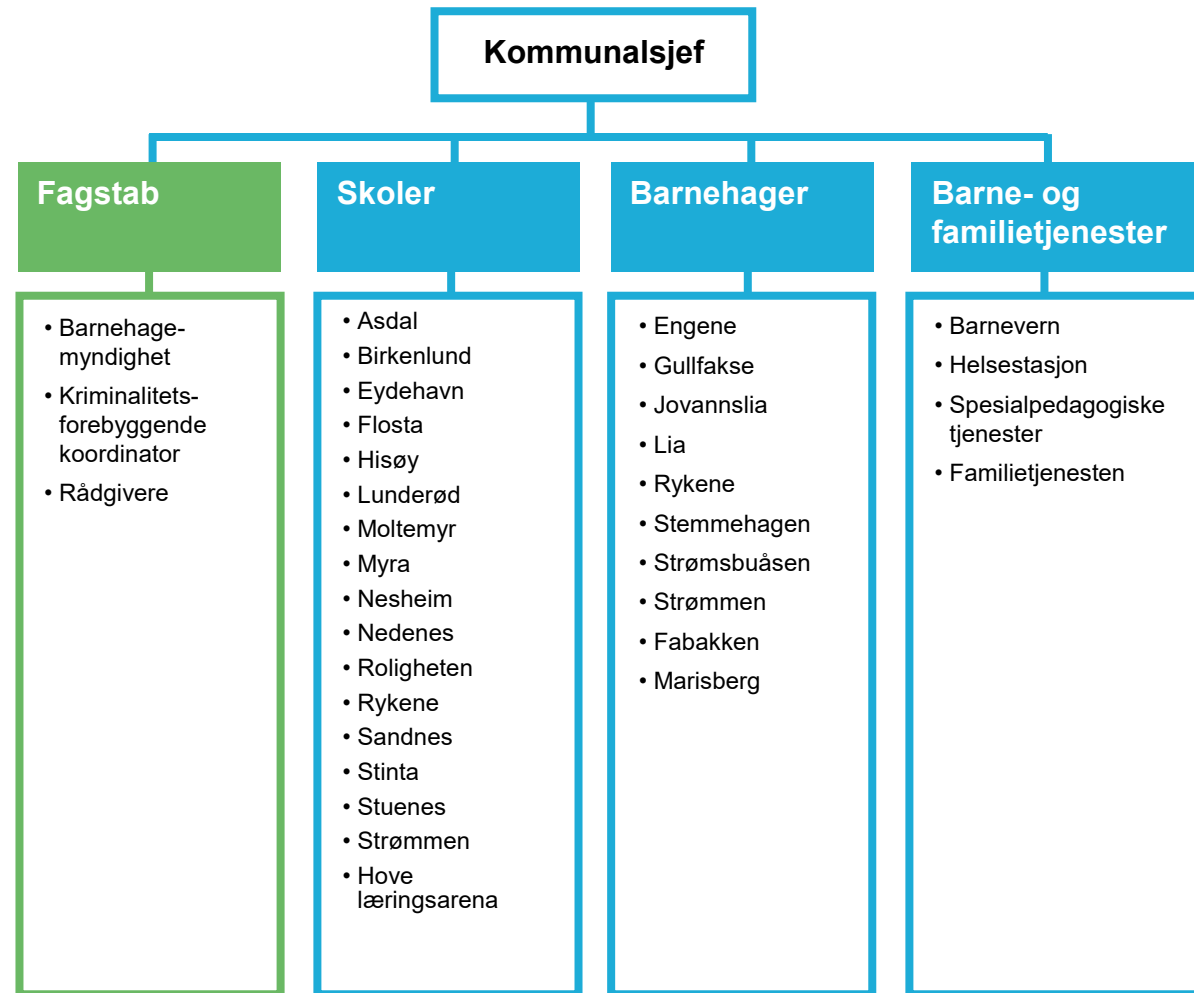 Kommunalsjef
Fagstab
• Barnehage-
myndighet
• Kriminalitets-
forebyggende
koordinator
• Rådgivere
Skoler
• Asdal
• Birkenlund
• Eydehavn
• Flosta
• Hisøy
• Lunderød
• Moltemyr
• Myra
• Nesheim
• Nedenes
• Roligheten
• Rykene
• Sandnes
• Stinta
• Stuenes
• Strømmen
• Hove
læringsarena
Barnehager
• Engene
• Gullfakse
• Jovannslia
• Lia
• Rykene
• Stemmehagen
• Strømsbuåsen
• Strømmen
• Fabakken
• Marisberg
Barne- og
familietjenester
• Barnevern
• Helsestasjon
• Spesialpedagogiske
tjenester
• Familietjenesten